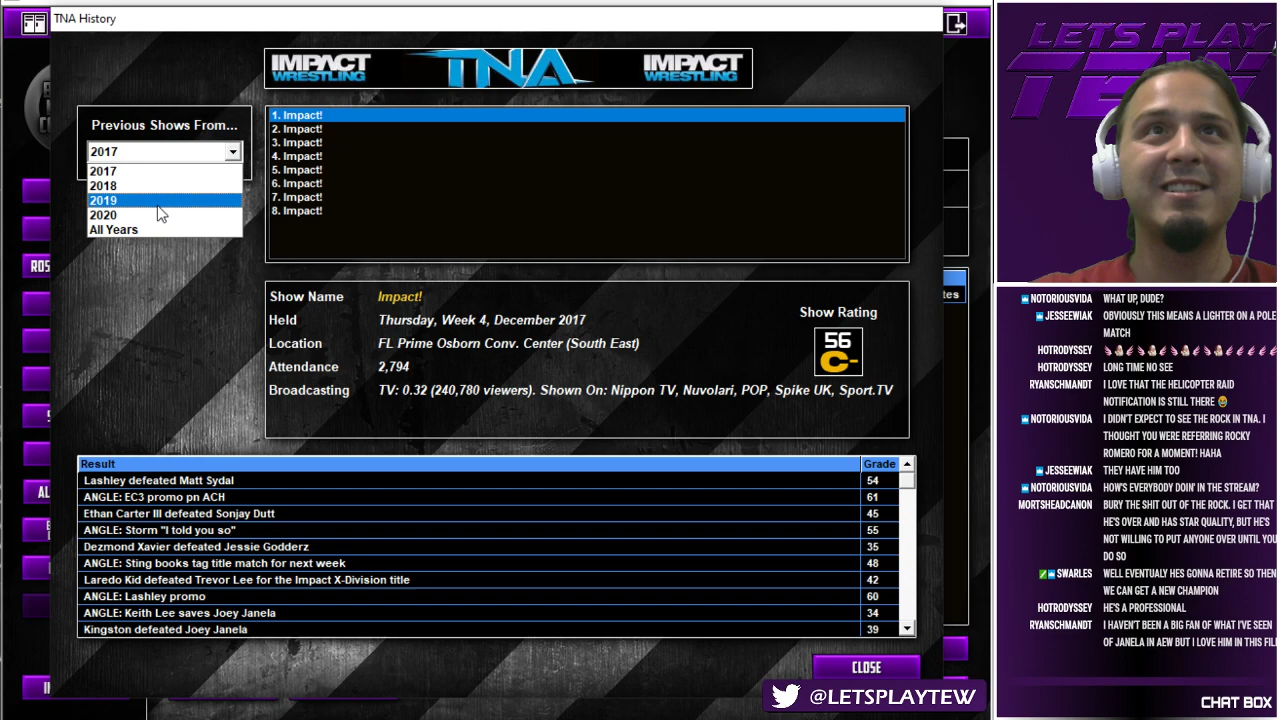 TNA History
IMPACT
WRESTLING
TNA
IMPACT
WRESTLING
LETS PLAY
TEW
Previous Shows From...
2017
2017
2018
2019
2020
All Years
1. Impact!
2. Impact!
3. Impact!
4. Impact!
5. Impact!
6. Impact!
7. Impact!
8. Impact!
ROS
AL
tes
Show Name Impact!
Held Thursday, Week 4, December 2017
Location FL Prime Osborn Conv. Center (South East)
Attendance 2,794
Broadcasting TV: 0.32 (240,780 viewers). Shown On: Nippon TV, Nuvolari, POP, Spike UK, Sport.TV
Show Rating
56
C-
Result Grade
Lashley defeated Matt Sydal 54
ANGLE: EC3 promo pn ACH 61
Ethan Carter III defeated Sonjay Dutt 45
ANGLE: Storm "I told you so" 55
Dezmond Xavier defeated Jessie Godderz 35
ANGLE: Sting books tag title match for next week 48
Laredo Kid defeated Trevor Lee for the Impact X-Division title 42
ANGLE: Lashley promo 60
ANGLE: Keith Lee saves Joey Janela 34
Kingston defeated Joey Janela 39
CLOSE
@LETSPLAYTEW
NOTORIOUSVIDA WHAT UP, DUDE?
JESSEEWIAK OBVIOUSLY THIS MEANS A LIGHTER ON A POLE
MATCH
HOTRODYSSEY
HOTRODYSSEY LONG TIME NO SEE
RYANSCHMANDT I LOVE THAT THE HELICOPTER RAID
NOTIFICATION IS STILL THERE 😂
NOTORIOUSVIDA I DIDN'T EXPECT TO SEE THE ROCK IN TNA. I
THOUGHT YOU WERE REFERRING ROCKY
ROMERO FOR A MOMENT! HAHA
JESSEEWIAK THEY HAVE HIM TOO
NOTORIOUSVIDA HOW'S EVERYBODY DOIN' IN THE STREAM?
MORTSHEADCANON BURY THE SHIT OUT OF THE ROCK. I GET THAT
HE'S OVER AND HAS STAR QUALITY, BUT HE'S
NOT WILLING TO PUT ANYONE OVER UNTIL YOU
DO SO
SWARLES WELL EVENTUALY HES GONNA RETIRE SO THEN
WE CAN GET A NEW CHAMPION
HOTRODYSSEY HE'S A PROFESSIONAL
RYANSCHMANDT I HAVEN'T BEEN A BIG FAN OF WHAT I'VE SEEN
OF JANELA IN AEW BUT I LOVE HIM IN THIS FIL
CHAT BOX